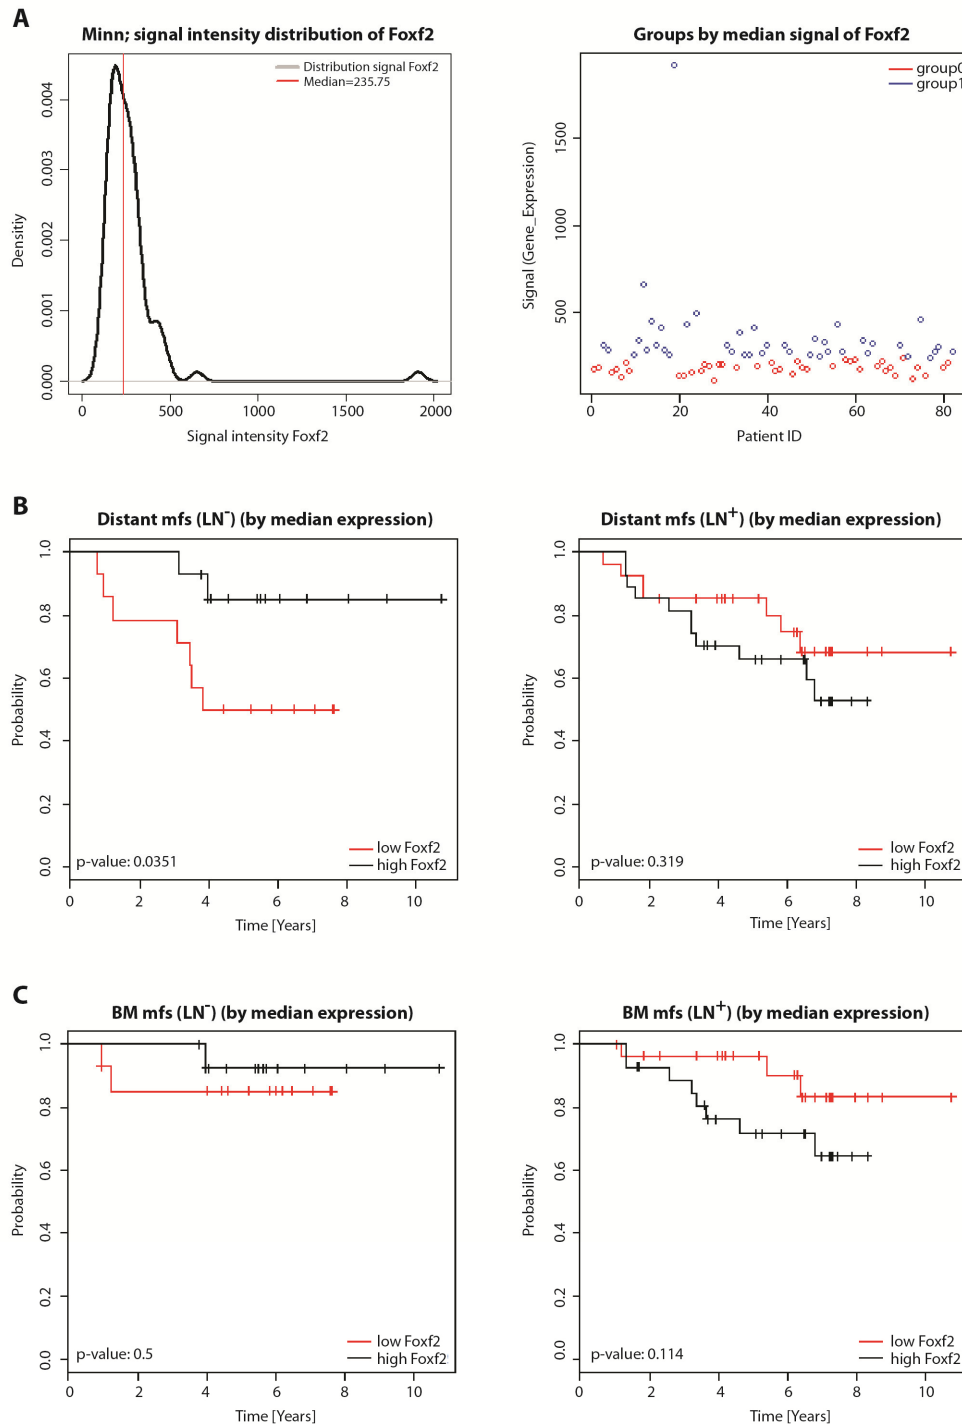 A
Minn; signal intensity distribution of Foxf2
Distribution signal Foxf2
Median=235.75
Densitiy
0.000
0.001
0.002
0.003
0.004
0
500
1000
1500
2000
Signal intensity Foxf2
Groups by median signal of Foxf2
group0
group1
Signal (Gene_Expression)
500
1000
1500
0
20
40
60
80
Patient ID
B
Distant mfs (LN-) (by median expression)
Probability
0.0
0.2
0.4
0.6
0.8
1.0
p-value: 0.0351
low Foxf2
high Foxf2
0
2
4
6
8
10
Time [Years]
Distant mfs (LN+) (by median expression)
Probability
0.0
0.2
0.4
0.6
0.8
1.0
p-value: 0.319
low Foxf2
high Foxf2
0
2
4
6
8
10
Time [Years]
C
BM mfs (LN-) (by median expression)
Probability
0.0
0.2
0.4
0.6
0.8
1.0
p-value: 0.5
low Foxf2
high Foxf2
0
2
4
6
8
10
Time [Years]
BM mfs (LN+) (by median expression)
Probability
0.0
0.2
0.4
0.6
0.8
1.0
p-value: 0.114
low Foxf2
high Foxf2
0
2
4
6
8
10
Time [Years]